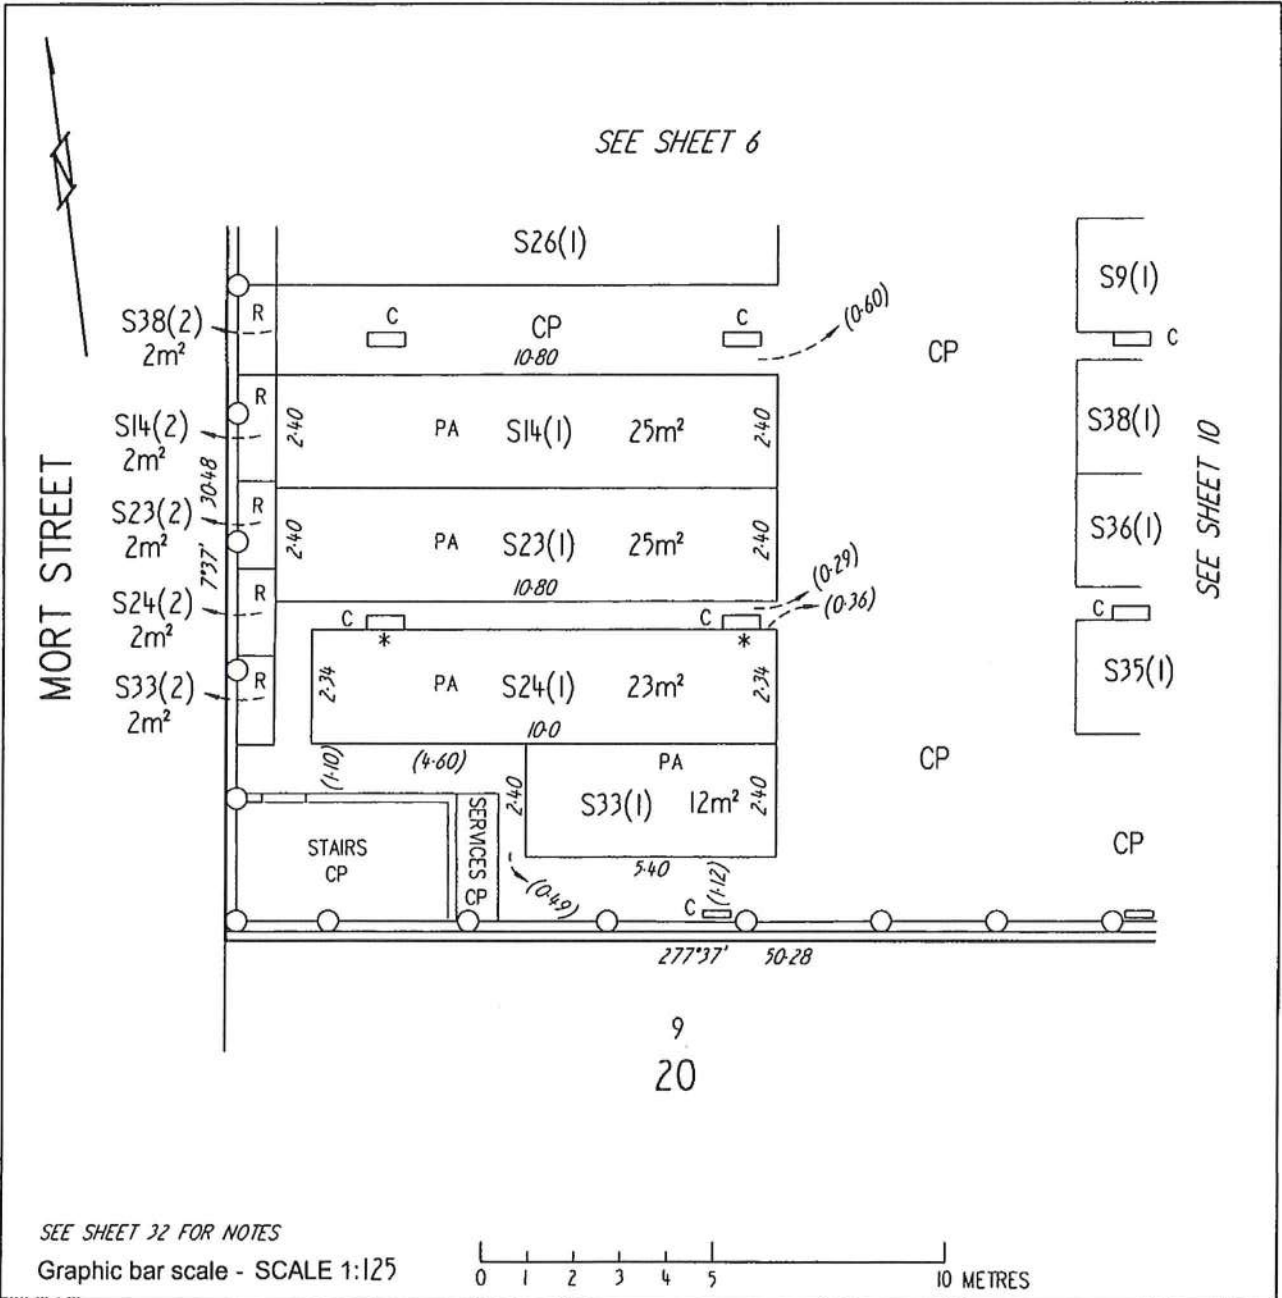 SEE SHEET 6
S26(1)
S9(1)
S38(2)
2m²
R
C
CP
10·80
C
(0·60)
CP
C
S14(2)
2m²
R
2·40
PA
S14(1)
25m²
2·40
S38(1)
MORT STREET
30·48
7°37'
SEE SHEET 10
S23(2)
2m²
R
2·40
PA
S23(1)
25m²
2·40
10·80
S36(1)
S24(2)
2m²
R
C
*
C
*
(0·29)
(0·36)
C
S33(2)
2m²
R
2·34
PA
S24(1)
23m²
2·34
10·0
S35(1)
(1·10)
(4·60)
2·40
PA
S33(1)
12m²
2·40
5·40
CP
STAIRS
CP
SERVICES
CP
(0·49)
C
(1·12)
CP
277°37'
50·28
9
20
SEE SHEET 32 FOR NOTES
Graphic bar scale - SCALE 1:125
0 1 2 3 4 5 10 METRES